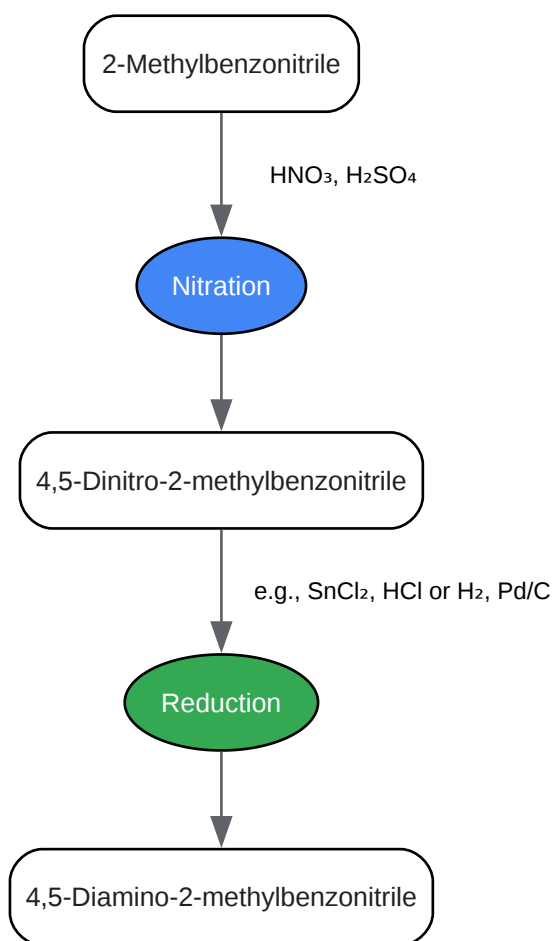 2-Methylbenzonitrile
HNO₃, H₂SO₄
Nitration
4,5-Dinitro-2-methylbenzonitrile
e.g., SnCl₂, HCl or H₂, Pd/C
Reduction
4,5-Diamino-2-methylbenzonitrile